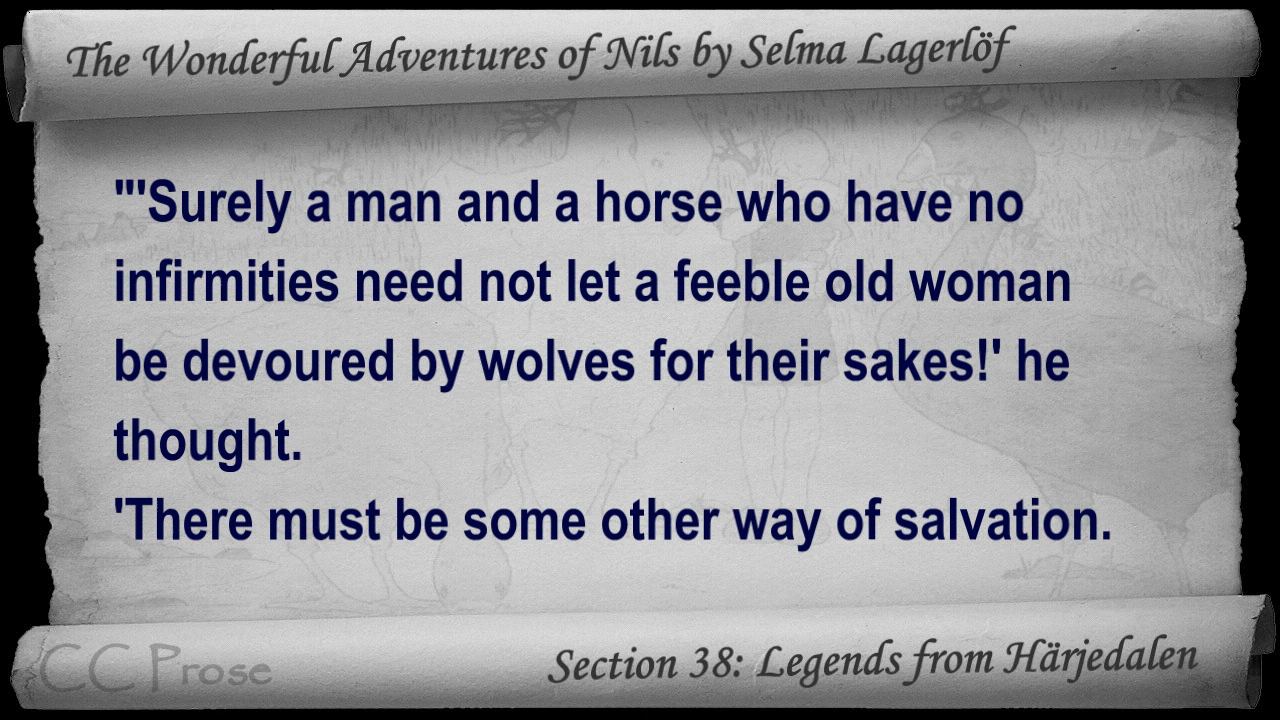 The Wonderful Adventures of Nils by Selma Lagerlöf
"'Surely a man and a horse who have no
infirmities need not let a feeble old woman
be devoured by wolves for their sakes!' he
thought.
'There must be some other way of salvation.
CC Prose
Section 38: Legends from Härjedalen